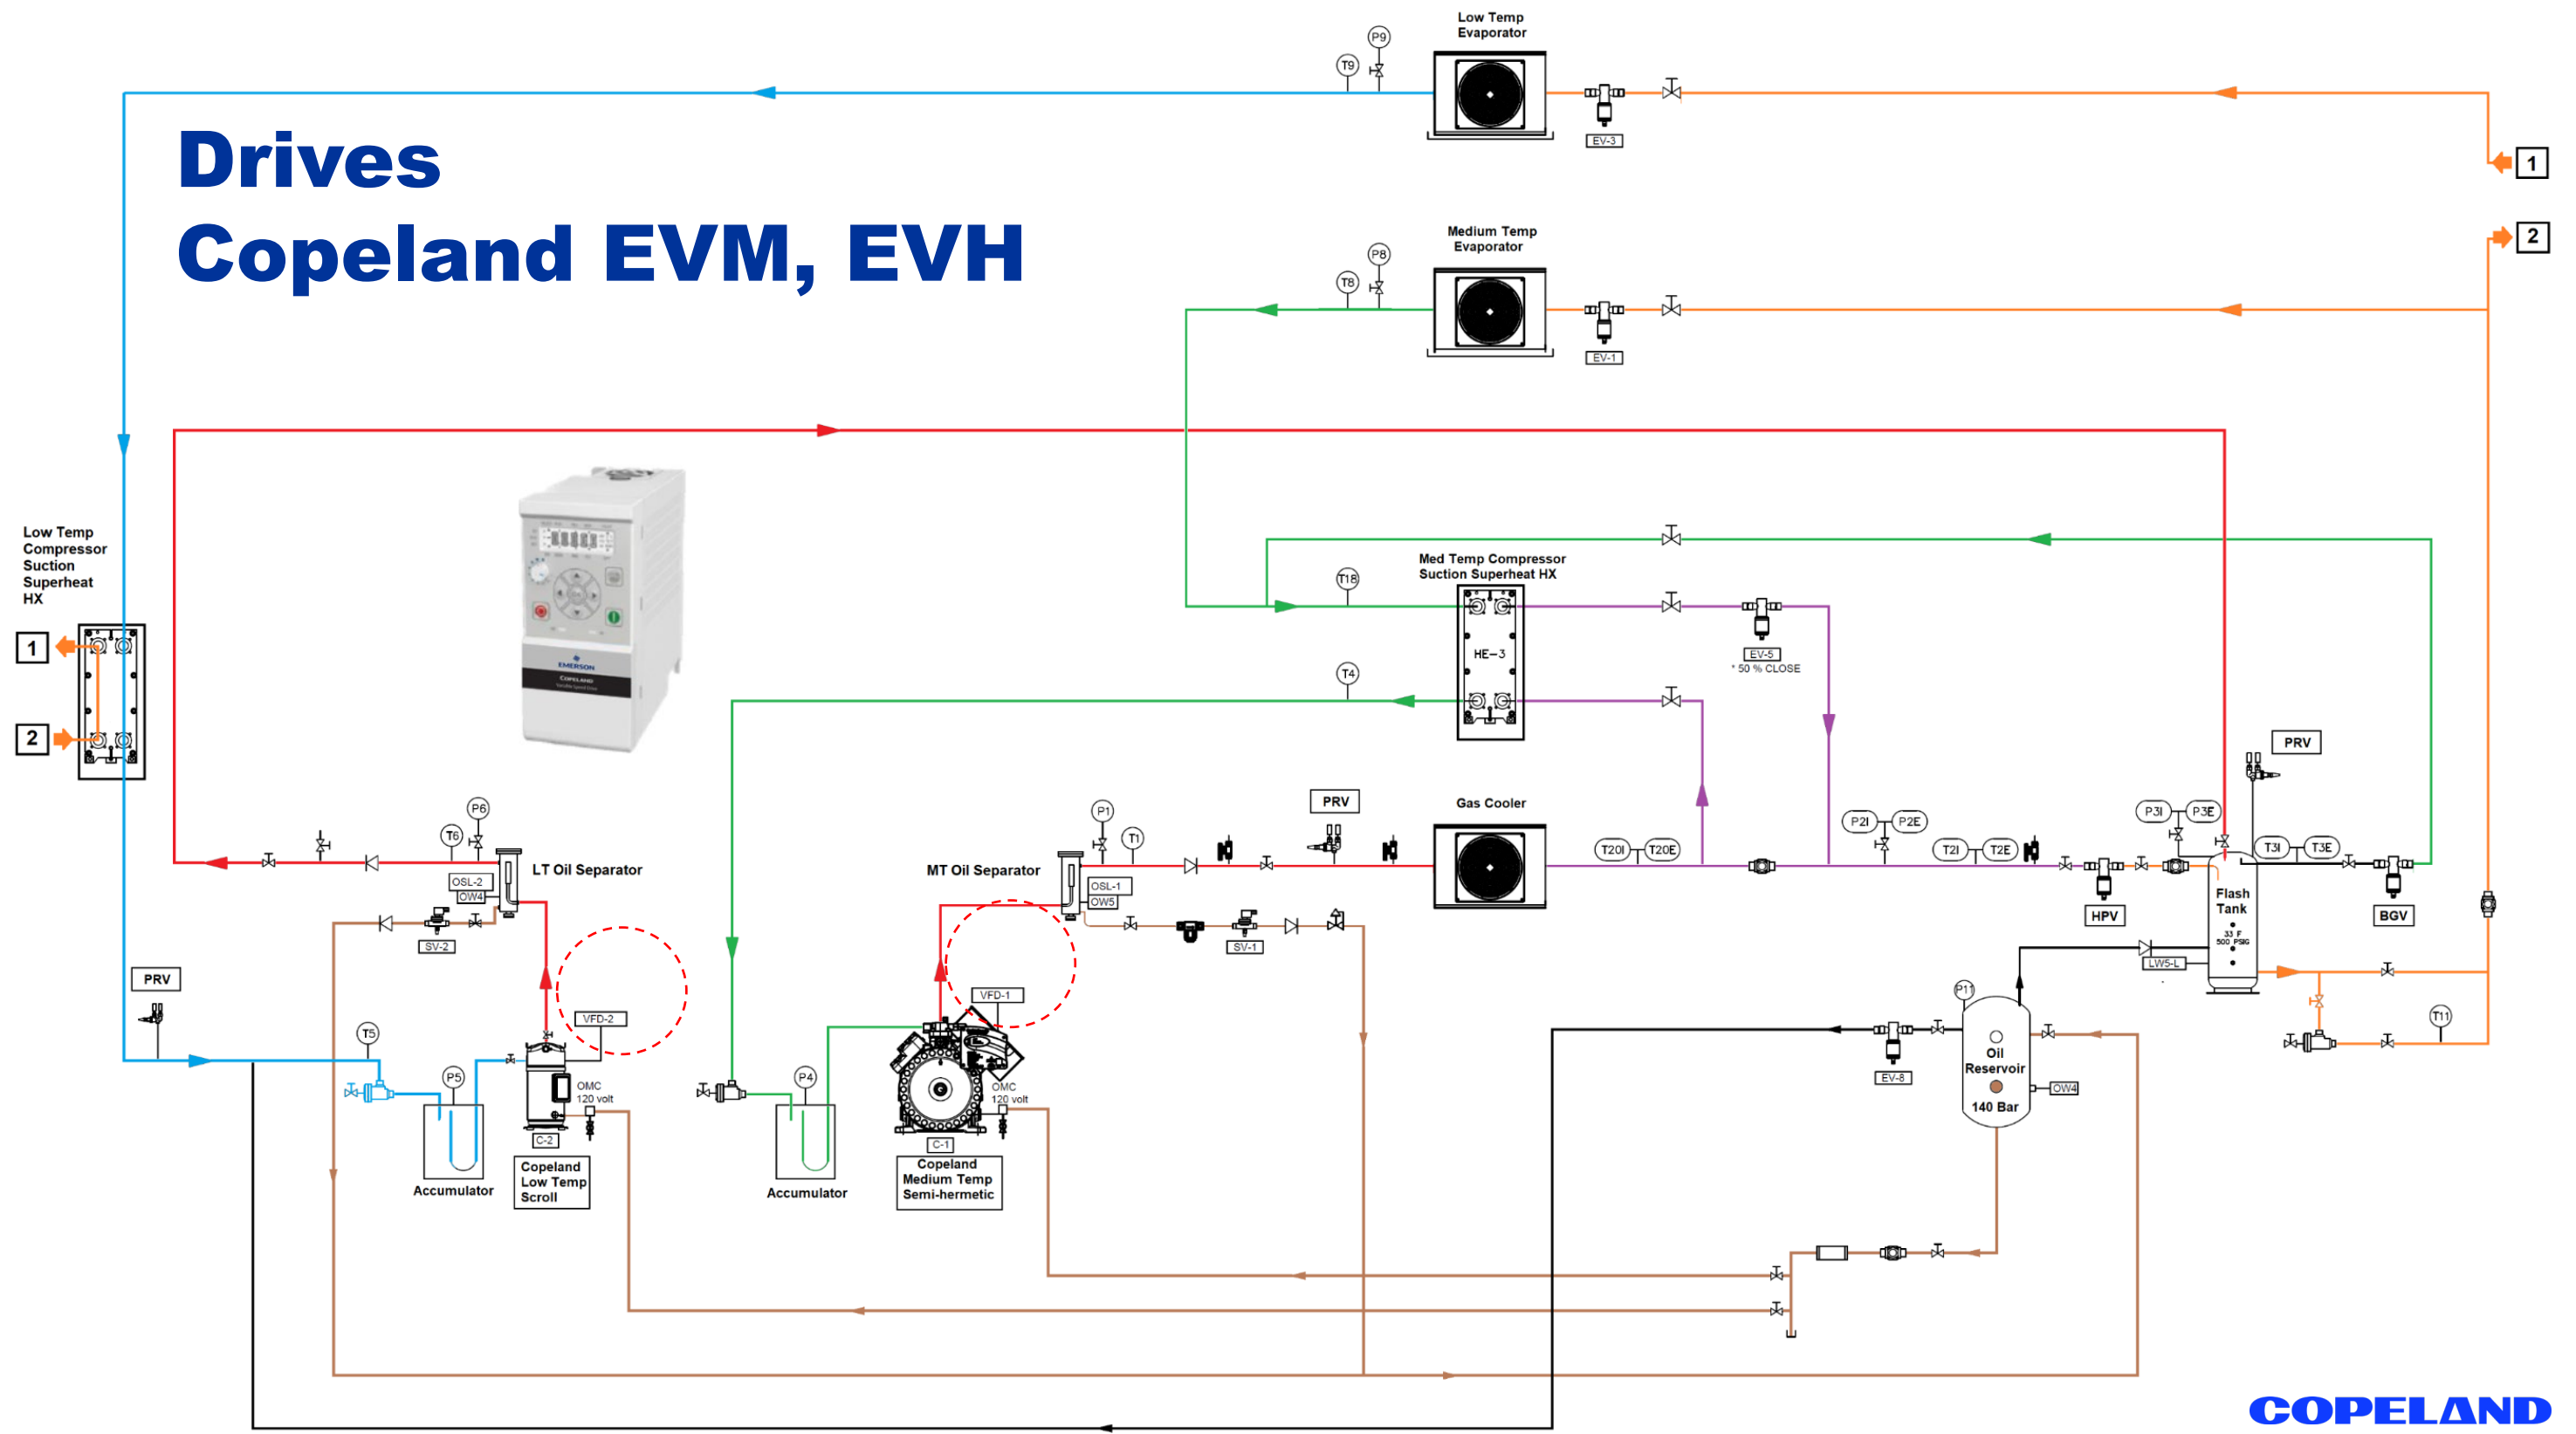 Low Temp
Evaporator
P9
T9
EV-3
1
Drives
Copeland EVM, EVH
Medium Temp
Evaporator
P8
T8
EV-1
2
Low Temp
Compressor
Suction
Superheat
HX
1
2
EMERSON
COPELAND
Med Temp Compressor
Suction Superheat HX
T18
HE-3
EV-5
* 50 % CLOSE
T4
PRV
P6
T6
LT Oil Separator
OSL-2
OW4
SV-2
P1
T1
MT Oil Separator
OSL-1
OW5
SV-1
PRV
Gas Cooler
T20I
T20E
P2I
P2E
T2I
T2E
P3I
P3E
T3I
T3E
HPV
BGV
Flash
Tank
33 F
500 PSIG
LW5-L
PRV
T5
P5
VFD-2
OMC
120 volt
C-2
Accumulator
Copeland
Low Temp
Scroll
P4
VFD-1
OMC
120 volt
C-1
Accumulator
Copeland
Medium Temp
Semi-hermetic
P11
EV-8
Oil
Reservoir
140 Bar
OW4
T11
COPELAND